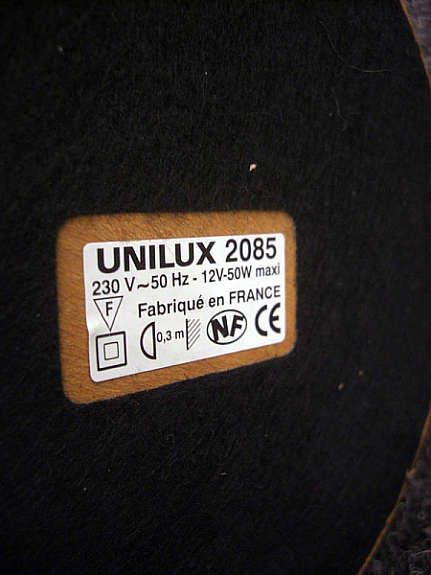 UNILUX 2085
230 V~50 Hz - 12V-50W maxi
F Fabriqué en FRANCE
0,3 m NF CE